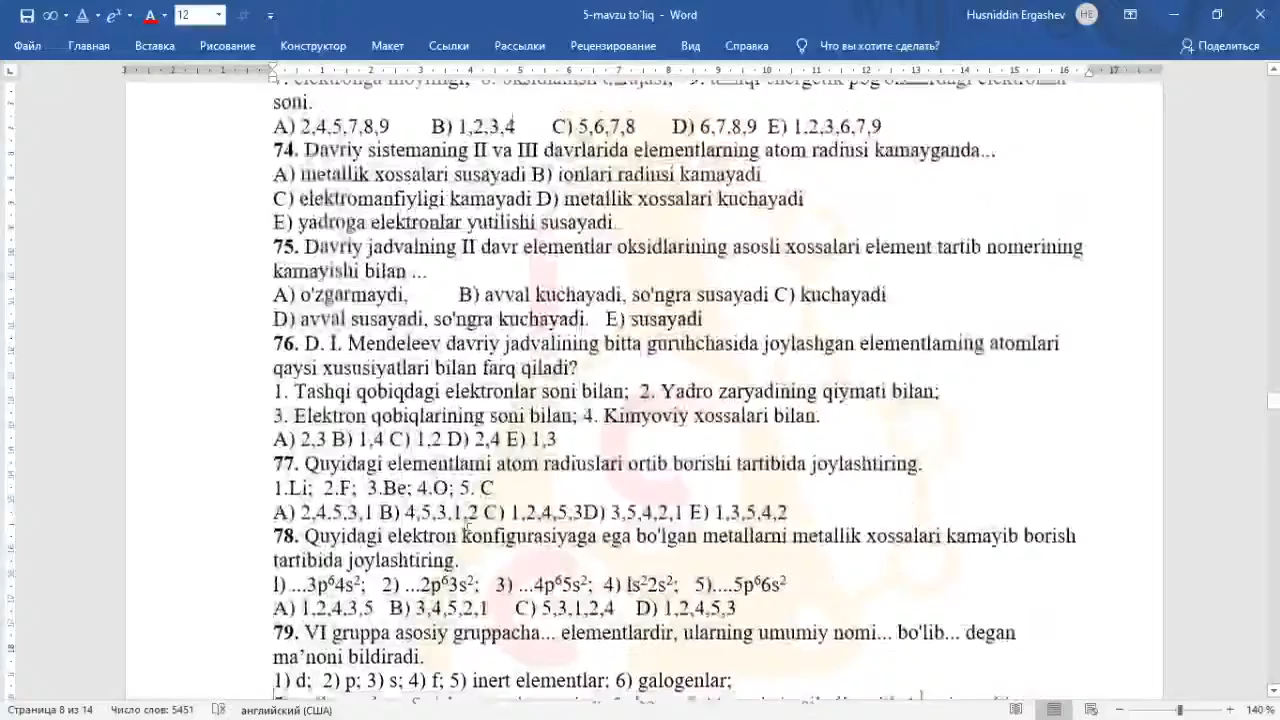 5-mavzu to'liq - Word
Husniddin Ergashev HE
12
Файл Главная Вставка Рисование Конструктор Макет Ссылки Рассылки Рецензирование Вид Справка Что вы хотите сделать? Поделиться
soni.
A) 2,4,5,7,8,9 B) 1,2,3,4 C) 5,6,7,8 D) 6,7,8,9 E) 1,2,3,6,7,9
74. Davriy sistemaning II va III davrlarida elementlarning atom radiusi kamayganda...
A) metallik xossalari susayadi B) ionlari radiusi kamayadi
C) elektromanfiyligi kamayadi D) metallik xossalari kuchayadi
E) yadroga elektronlar yutilishi susayadi.
75. Davriy jadvalning II davr elementlar oksidlarining asosli xossalari element tartib nomerining
kamayishi bilan ...
A) o'zgarmaydi, B) avval kuchayadi, so'ngra susayadi C) kuchayadi
D) avval susayadi, so'ngra kuchayadi. E) susayadi
76. D. I. Mendeleev davriy jadvalining bitta guruhchasida joylashgan elementlaming atomlari
qaysi xususiyatlari bilan farq qiladi?
1. Tashqi qobiqdagi elektronlar soni bilan; 2. Yadro zaryadining qiymati bilan;
3. Elektron qobiqlarining soni bilan; 4. Kimyoviy xossalari bilan.
A) 2,3 B) 1,4 C) 1,2 D) 2,4 E) 1,3
77. Quyidagi elementlami atom radiuslari ortib borishi tartibida joylashtiring.
1.Li; 2.F; 3.Be; 4.O; 5. C
A) 2,4.5,3,1 B) 4,5,3,1,2 C) 1,2,4,5,3D) 3,5,4,2,1 E) 1,3,5,4,2
78. Quyidagi elektron konfigurasiyaga ega bo'lgan metallarni metallik xossalari kamayib borish
tartibida joylashtiring.
l) ...3p⁶4s²; 2) ...2p⁶3s²; 3) ...4p⁶5s²; 4) ls²2s²; 5)....5p⁶6s²
A) 1,2,4,3,5 B) 3,4,5,2,1 C) 5,3,1,2,4 D) 1,2,4,5,3
79. VI gruppa asosiy gruppacha... elementlardir, ularning umumiy nomi... bo'lib... degan
ma’noni bildiradi.
1) d; 2) p; 3) s; 4) f; 5) inert elementlar; 6) galogenlar;
Страница 8 из 14 Число слов: 5451 английский (США) 140 %